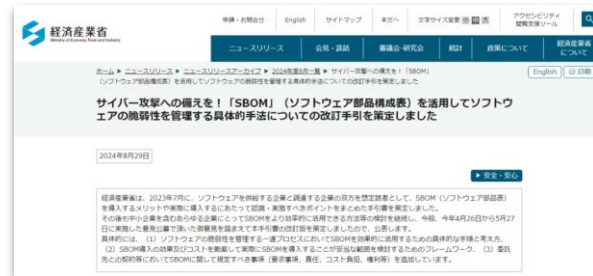 経済産業省
Ministry of Economy, Trade and Industry
申請・お問合せ English サイトマップ 本文へ 文字サイズ変更 アクセシビリティ
閲覧支援ツール
ニュースリリース 会見・談話 審議会・研究会 統計 政策について 経済産業省
について
ホーム ▶ ニュースリリース ▶ ニュースリリースアーカイブ ▶ 2024年度8月一覧 ▶ サイバー攻撃への備えを！「SBOM」
（ソフトウェア部品構成表）を活用してソフトウェアの脆弱性を管理する具体的手法についての改訂手引を策定しました
English 印刷
サイバー攻撃への備えを！「SBOM」（ソフトウェア部品構成表）を活用してソフトウ
ェアの脆弱性を管理する具体的手法についての改訂手引を策定しました
2024年8月29日
▶ 安全・安心
経済産業省は、2023年7月に、ソフトウェアを供給する企業と調達する企業の双方を想定読者として、SBOM（ソフトウェア部品表）
を導入するメリットや実際に導入するにあたって認識・実施すべきポイントをまとめた手引書を策定しました。
その後も中小企業を含むあらゆる企業にとってSBOMをより効率的に活用できる方法等の検討を継続し、今般、今年4月26日から5月27
日に実施した意見公募で頂いた御意見を踏まえて本手引書の改訂版を策定しましたので、公表します。
具体的には、（1）ソフトウェアの脆弱性を管理する一連プロセスにおいてSBOMを効果的に活用するための具体的な手順と考え方、
（2）SBOM導入の効果及びコストを勘案して実際にSBOMを導入することが妥当な範囲を検討するためのフレームワーク、（3）委託
先との契約等においてSBOMに関して規定すべき事項（要求事項、責任、コスト負担、権利等）を追加しています。